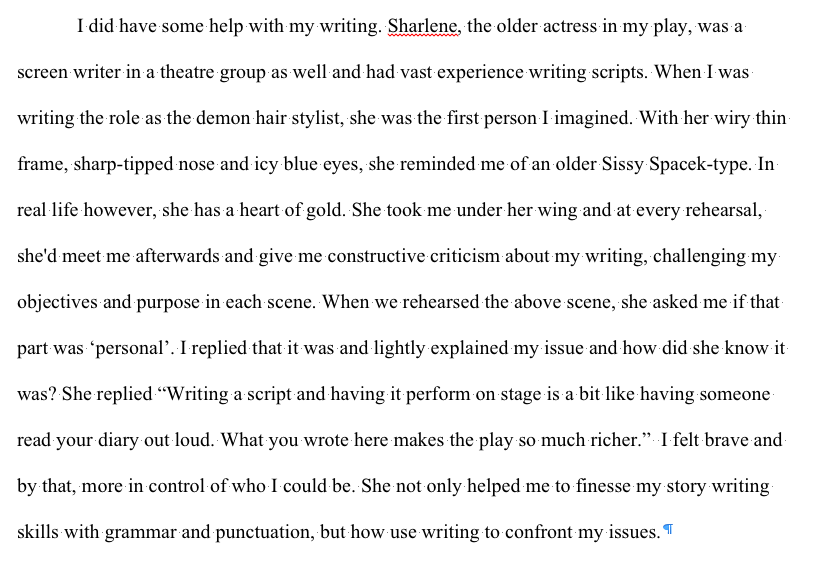 I did have some help with my writing. Sharlene, the older actress in my play, was a
screen writer in a theatre group as well and had vast experience writing scripts. When I was
writing the role as the demon hair stylist, she was the first person I imagined. With her wiry thin
frame, sharp-tipped nose and icy blue eyes, she reminded me of an older Sissy Spacek-type. In
real life however, she has a heart of gold. She took me under her wing and at every rehearsal,
she'd meet me afterwards and give me constructive criticism about my writing, challenging my
objectives and purpose in each scene. When we rehearsed the above scene, she asked me if that
part was ‘personal’. I replied that it was and lightly explained my issue and how did she know it
was? She replied “Writing a script and having it perform on stage is a bit like having someone
read your diary out loud. What you wrote here makes the play so much richer.”  I felt brave and
by that, more in control of who I could be. She not only helped me to finesse my story writing
skills with grammar and punctuation, but how use writing to confront my issues.¶